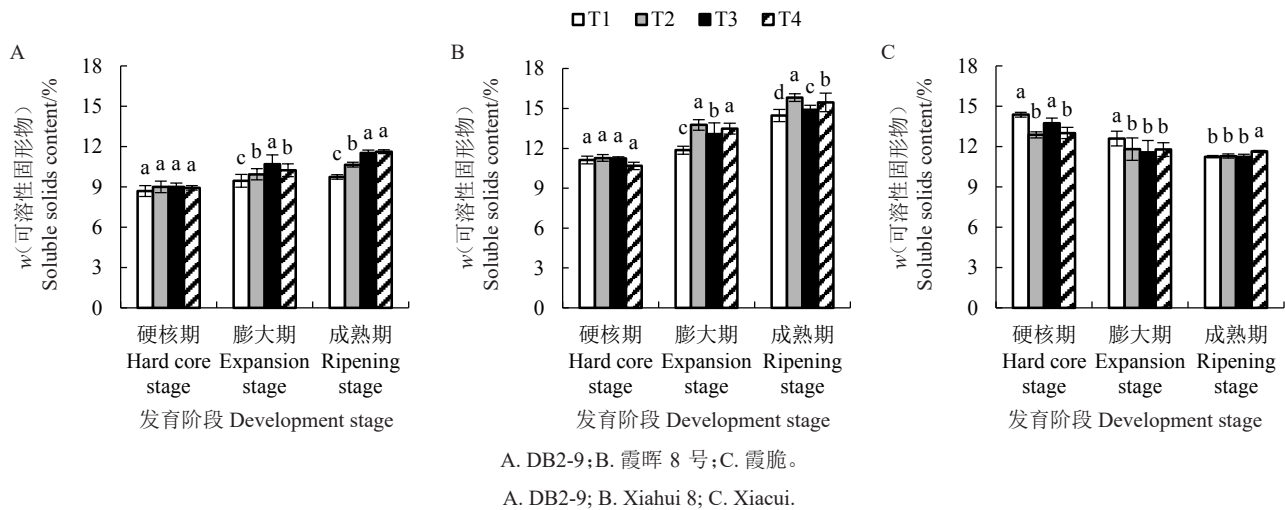 T1 T2 T3 T4
A
w(可溶性固形物)
Soluble solids content/%
18
15
12
9
6
3
0
a a a a
c b a b
c b a a
硬核期 膨大期 成熟期
Hard core Expansion Ripening
stage stage stage
发育阶段 Development stage
B
w(可溶性固形物)
Soluble solids content/%
18
15
12
9
6
3
0
a a a a
c a b a
d a c b
硬核期 膨大期 成熟期
Hard core Expansion Ripening
stage stage stage
发育阶段 Development stage
C
w(可溶性固形物)
Soluble solids content/%
18
15
12
9
6
3
0
a b a b
a b b b
b b b a
硬核期 膨大期 成熟期
Hard core Expansion Ripening
stage stage stage
发育阶段 Development stage
A. DB2-9;B. 霞晖 8 号;C. 霞脆。
A. DB2-9; B. Xiahui 8; C. Xiacui.